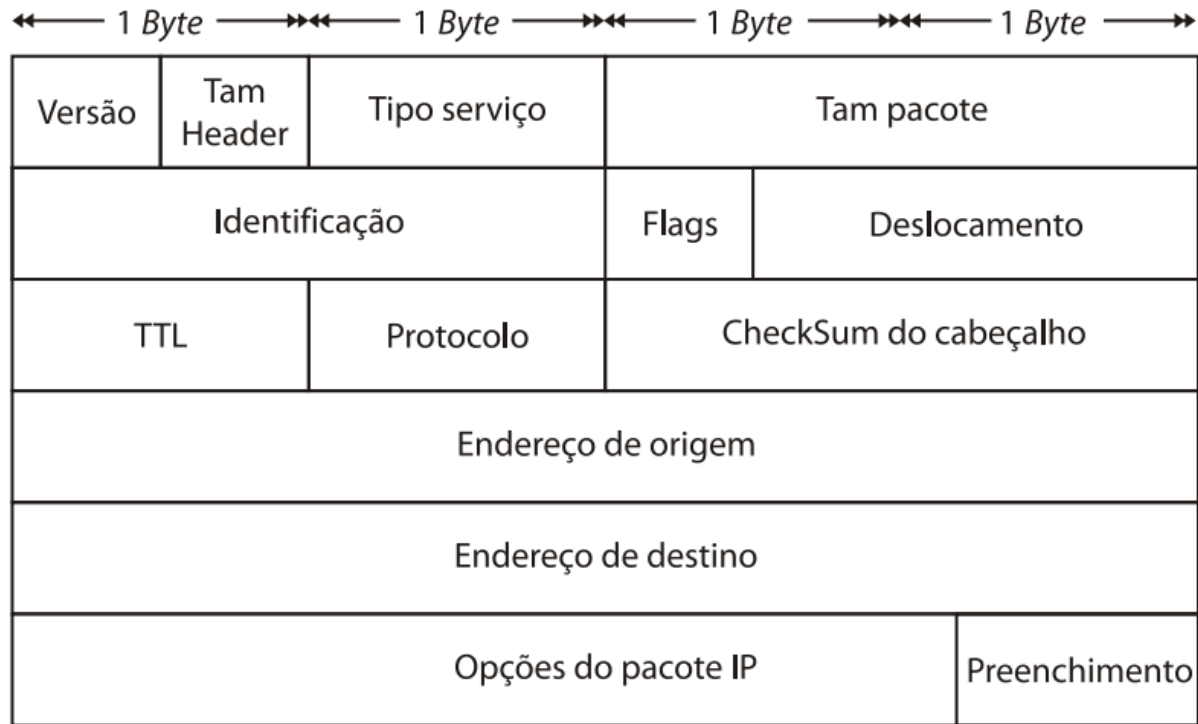 1 Byte 1 Byte 1 Byte 1 Byte
Versão
Tam
Header
Tipo serviço
Tam pacote
Identificação
Flags
Deslocamento
TTL
Protocolo
CheckSum do cabeçalho
Endereço de origem
Endereço de destino
Opções do pacote IP
Preenchimento